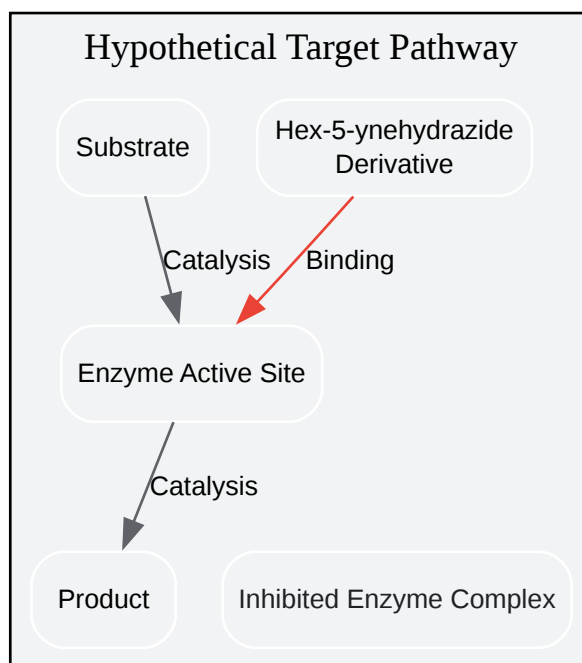 Hypothetical Target Pathway
Substrate
Hex-5-ynehydrazide
Derivative
Catalysis
Binding
Enzyme Active Site
Catalysis
Product
Inhibited Enzyme Complex